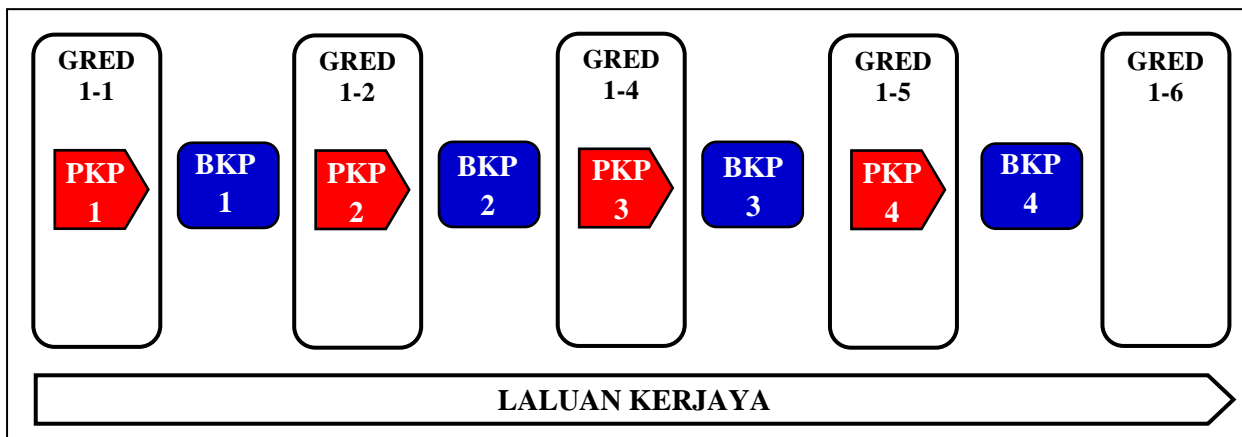 GRED
1-1
PKP
1
BKP
1
GRED
1-2
PKP
2
BKP
2
GRED
1-4
PKP
3
BKP
3
GRED
1-5
PKP
4
BKP
4
GRED
1-6
LALUAN KERJAYA